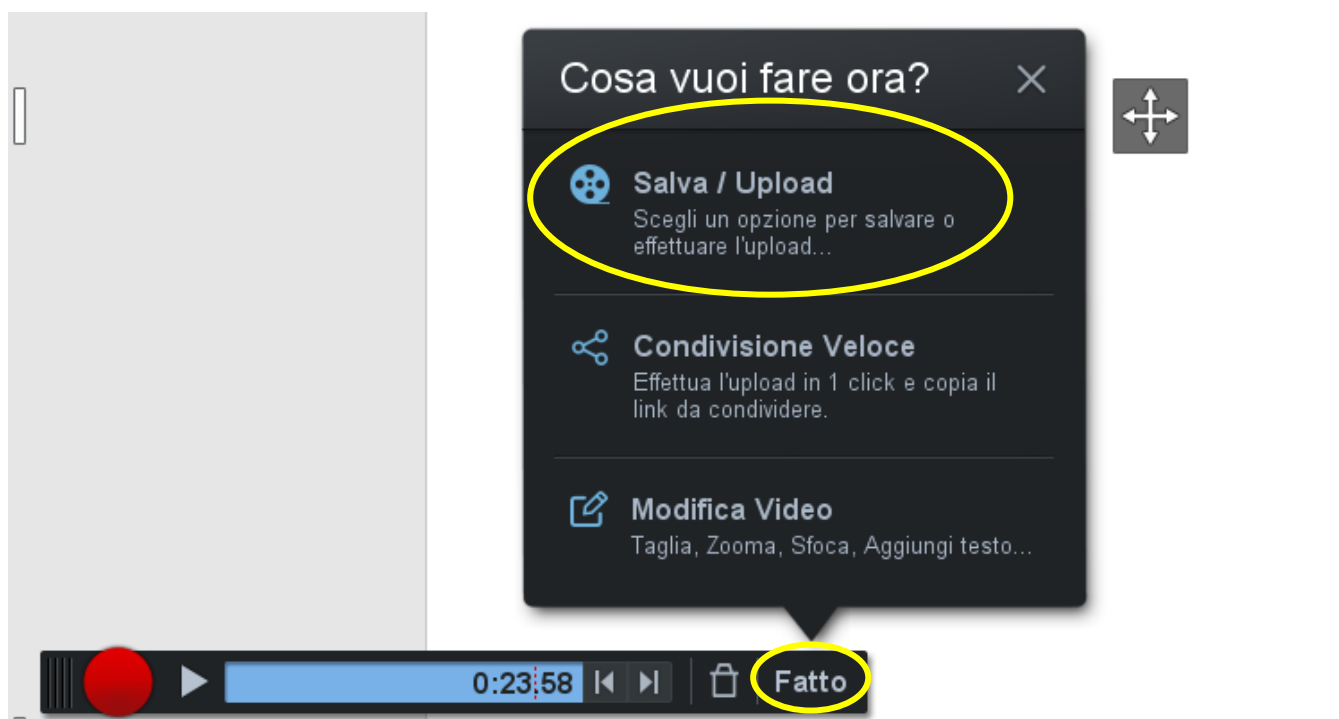 Cosa vuoi fare ora?
Salva / Upload
Scegli un opzione per salvare o
effettuare l'upload...
Condivisione Veloce
Effettua l'upload in 1 click e copia il
link da condividere.
Modifica Video
Taglia, Zooma, Sfoca, Aggiungi testo...
0:23.58 Fatto